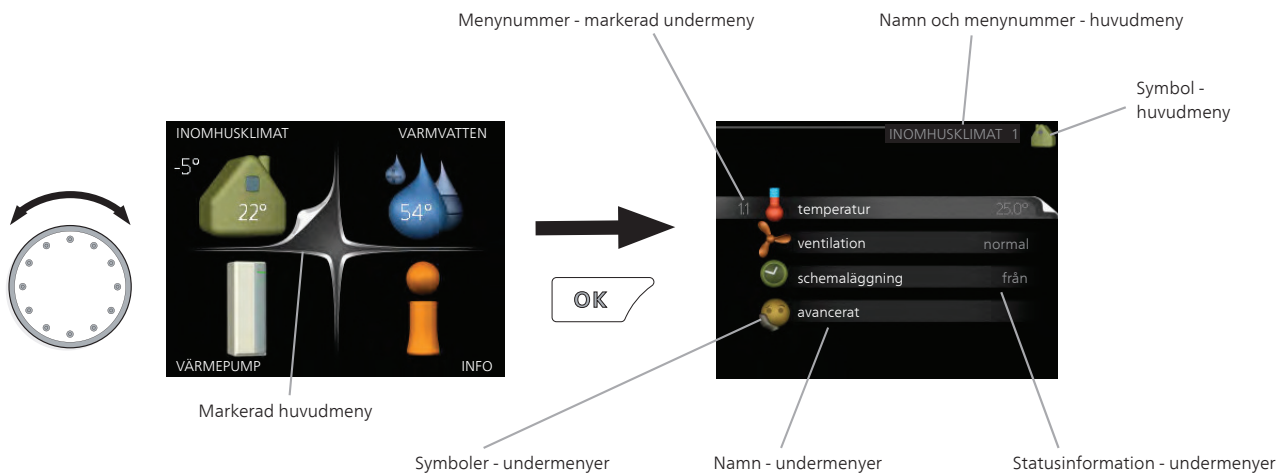 Menynummer - markerad undermeny
Namn och menynummer - huvudmeny
Symbol -
huvudmeny
INOMHUSKLIMAT
VARMVATTEN
-5°
22°
54°
VÄRMEPUMP
INFO
OK
INOMHUSKLIMAT 1
1.1 temperatur 25.0°
ventilation normal
schemaläggning från
avancerat
Markerad huvudmeny
Symboler - undermenyer
Namn - undermenyer
Statusinformation - undermenyer